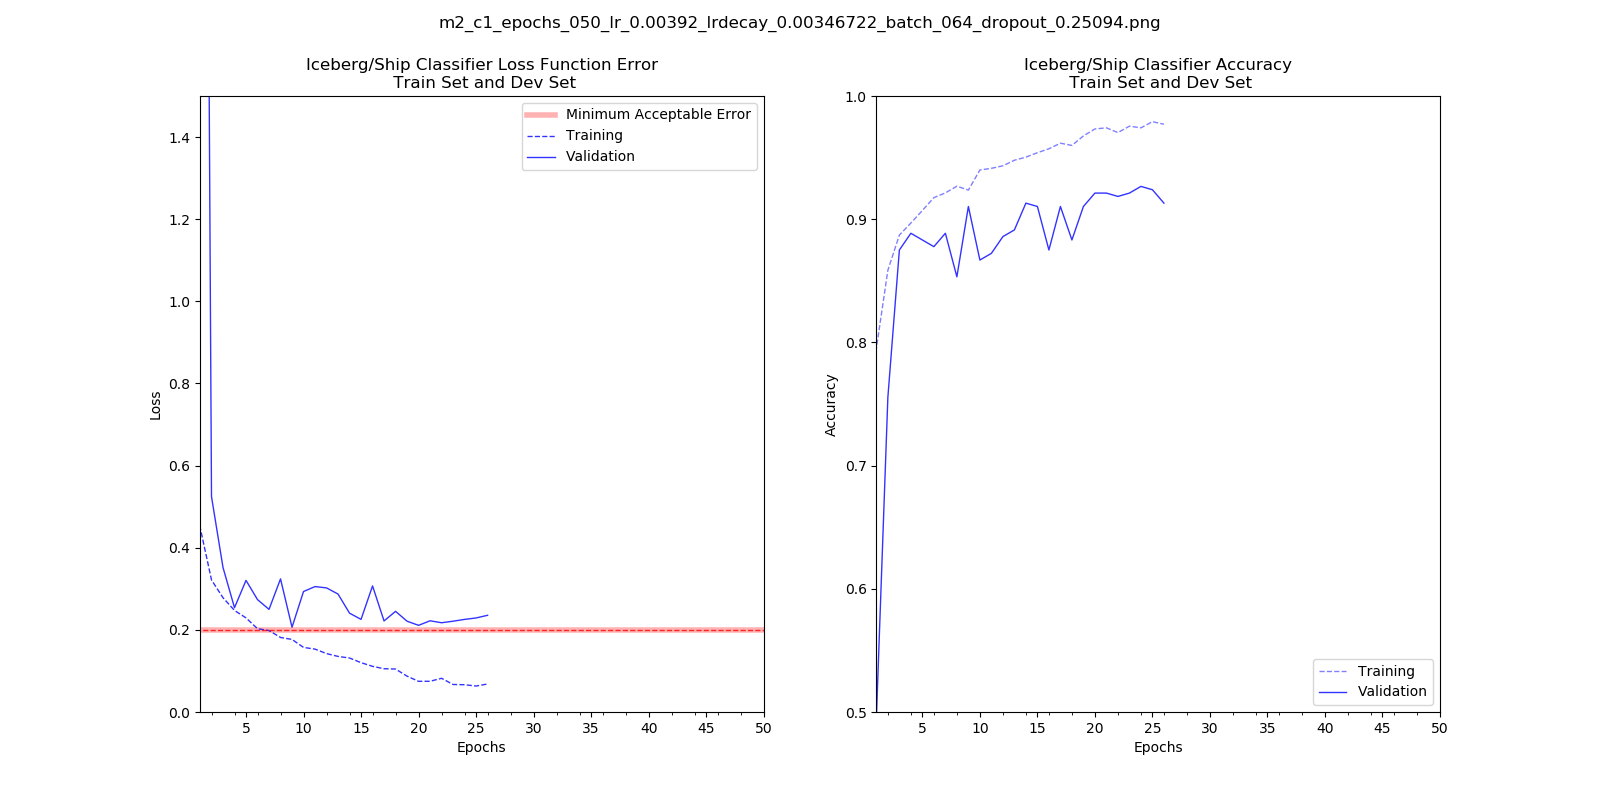 m2_c1_epochs_050_lr_0.00392_lrdecay_0.00346722_batch_064_dropout_0.25094.png
Iceberg/Ship Classifier Loss Function Error
Train Set and Dev Set
Minimum Acceptable Error
Training
Validation
1.4
1.2
1.0
0.8
0.6
0.4
0.2
0.0
Loss
5 10 15 20 25 30 35 40 45 50
Epochs
Iceberg/Ship Classifier Accuracy
Train Set and Dev Set
1.0
0.9
0.8
0.7
0.6
0.5
Accuracy
Training
Validation
5 10 15 20 25 30 35 40 45 50
Epochs